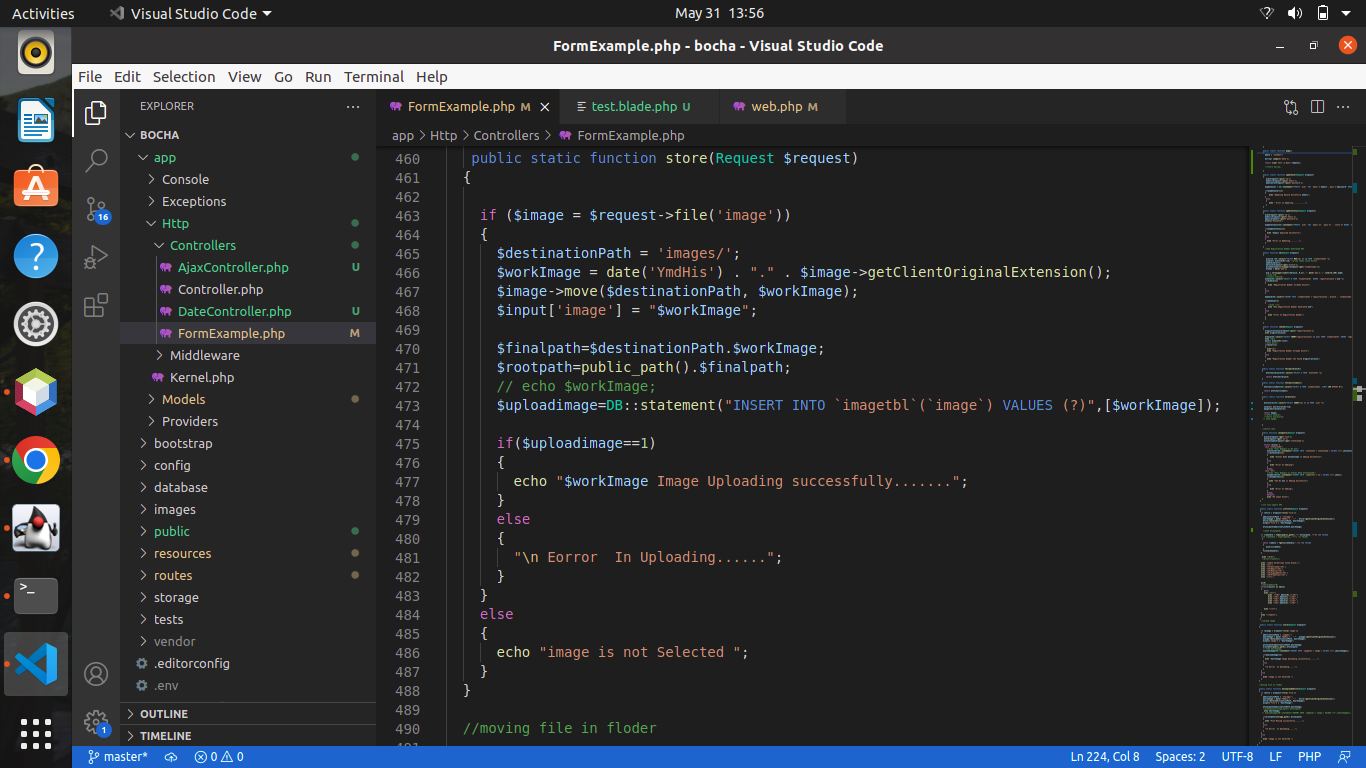 Activities Visual Studio Code May 31 13:56
FormExample.php - bocha - Visual Studio Code
File Edit Selection View Go Run Terminal Help
EXPLORER
BOCHA
app
Console
Exceptions
Http
Controllers
AjaxController.php U
Controller.php
DateController.php U
FormExample.php M
Middleware
Kernel.php
Models
Providers
bootstrap
config
database
images
public
resources
routes
storage
tests
vendor
.editorconfig
.env
OUTLINE
TIMELINE
16
1
FormExample.php M test.blade.php U web.php M
app > Http > Controllers > FormExample.php
460 public static function store(Request $request)
461 {
462
463 if ($image = $request->file('image'))
464 {
465 $destinationPath = 'images/';
466 $workImage = date('YmdHis') . "." . $image->getClientOriginalExtension();
467 $image->move($destinationPath, $workImage);
468 $input['image'] = "$workImage";
469
470 $finalpath=$destinationPath.$workImage;
471 $rootpath=public_path().$finalpath;
472 // echo $workImage;
473 $uploadimage=DB::statement("INSERT INTO `imagetbl`(`image`) VALUES (?)",[$workImage]);
474
475 if($uploadimage==1)
476 {
477 echo "$workImage Image Uploading successfully.......";
478 }
479 else
480 {
481 "\n Eorror  In Uploading......";
482 }
483 }
484 else
485 {
486 echo "image is not Selected ";
487 }
488 }
489
490 //moving file in floder
master* 0 0 Ln 224, Col 8 Spaces: 2 UTF-8 LF PHP